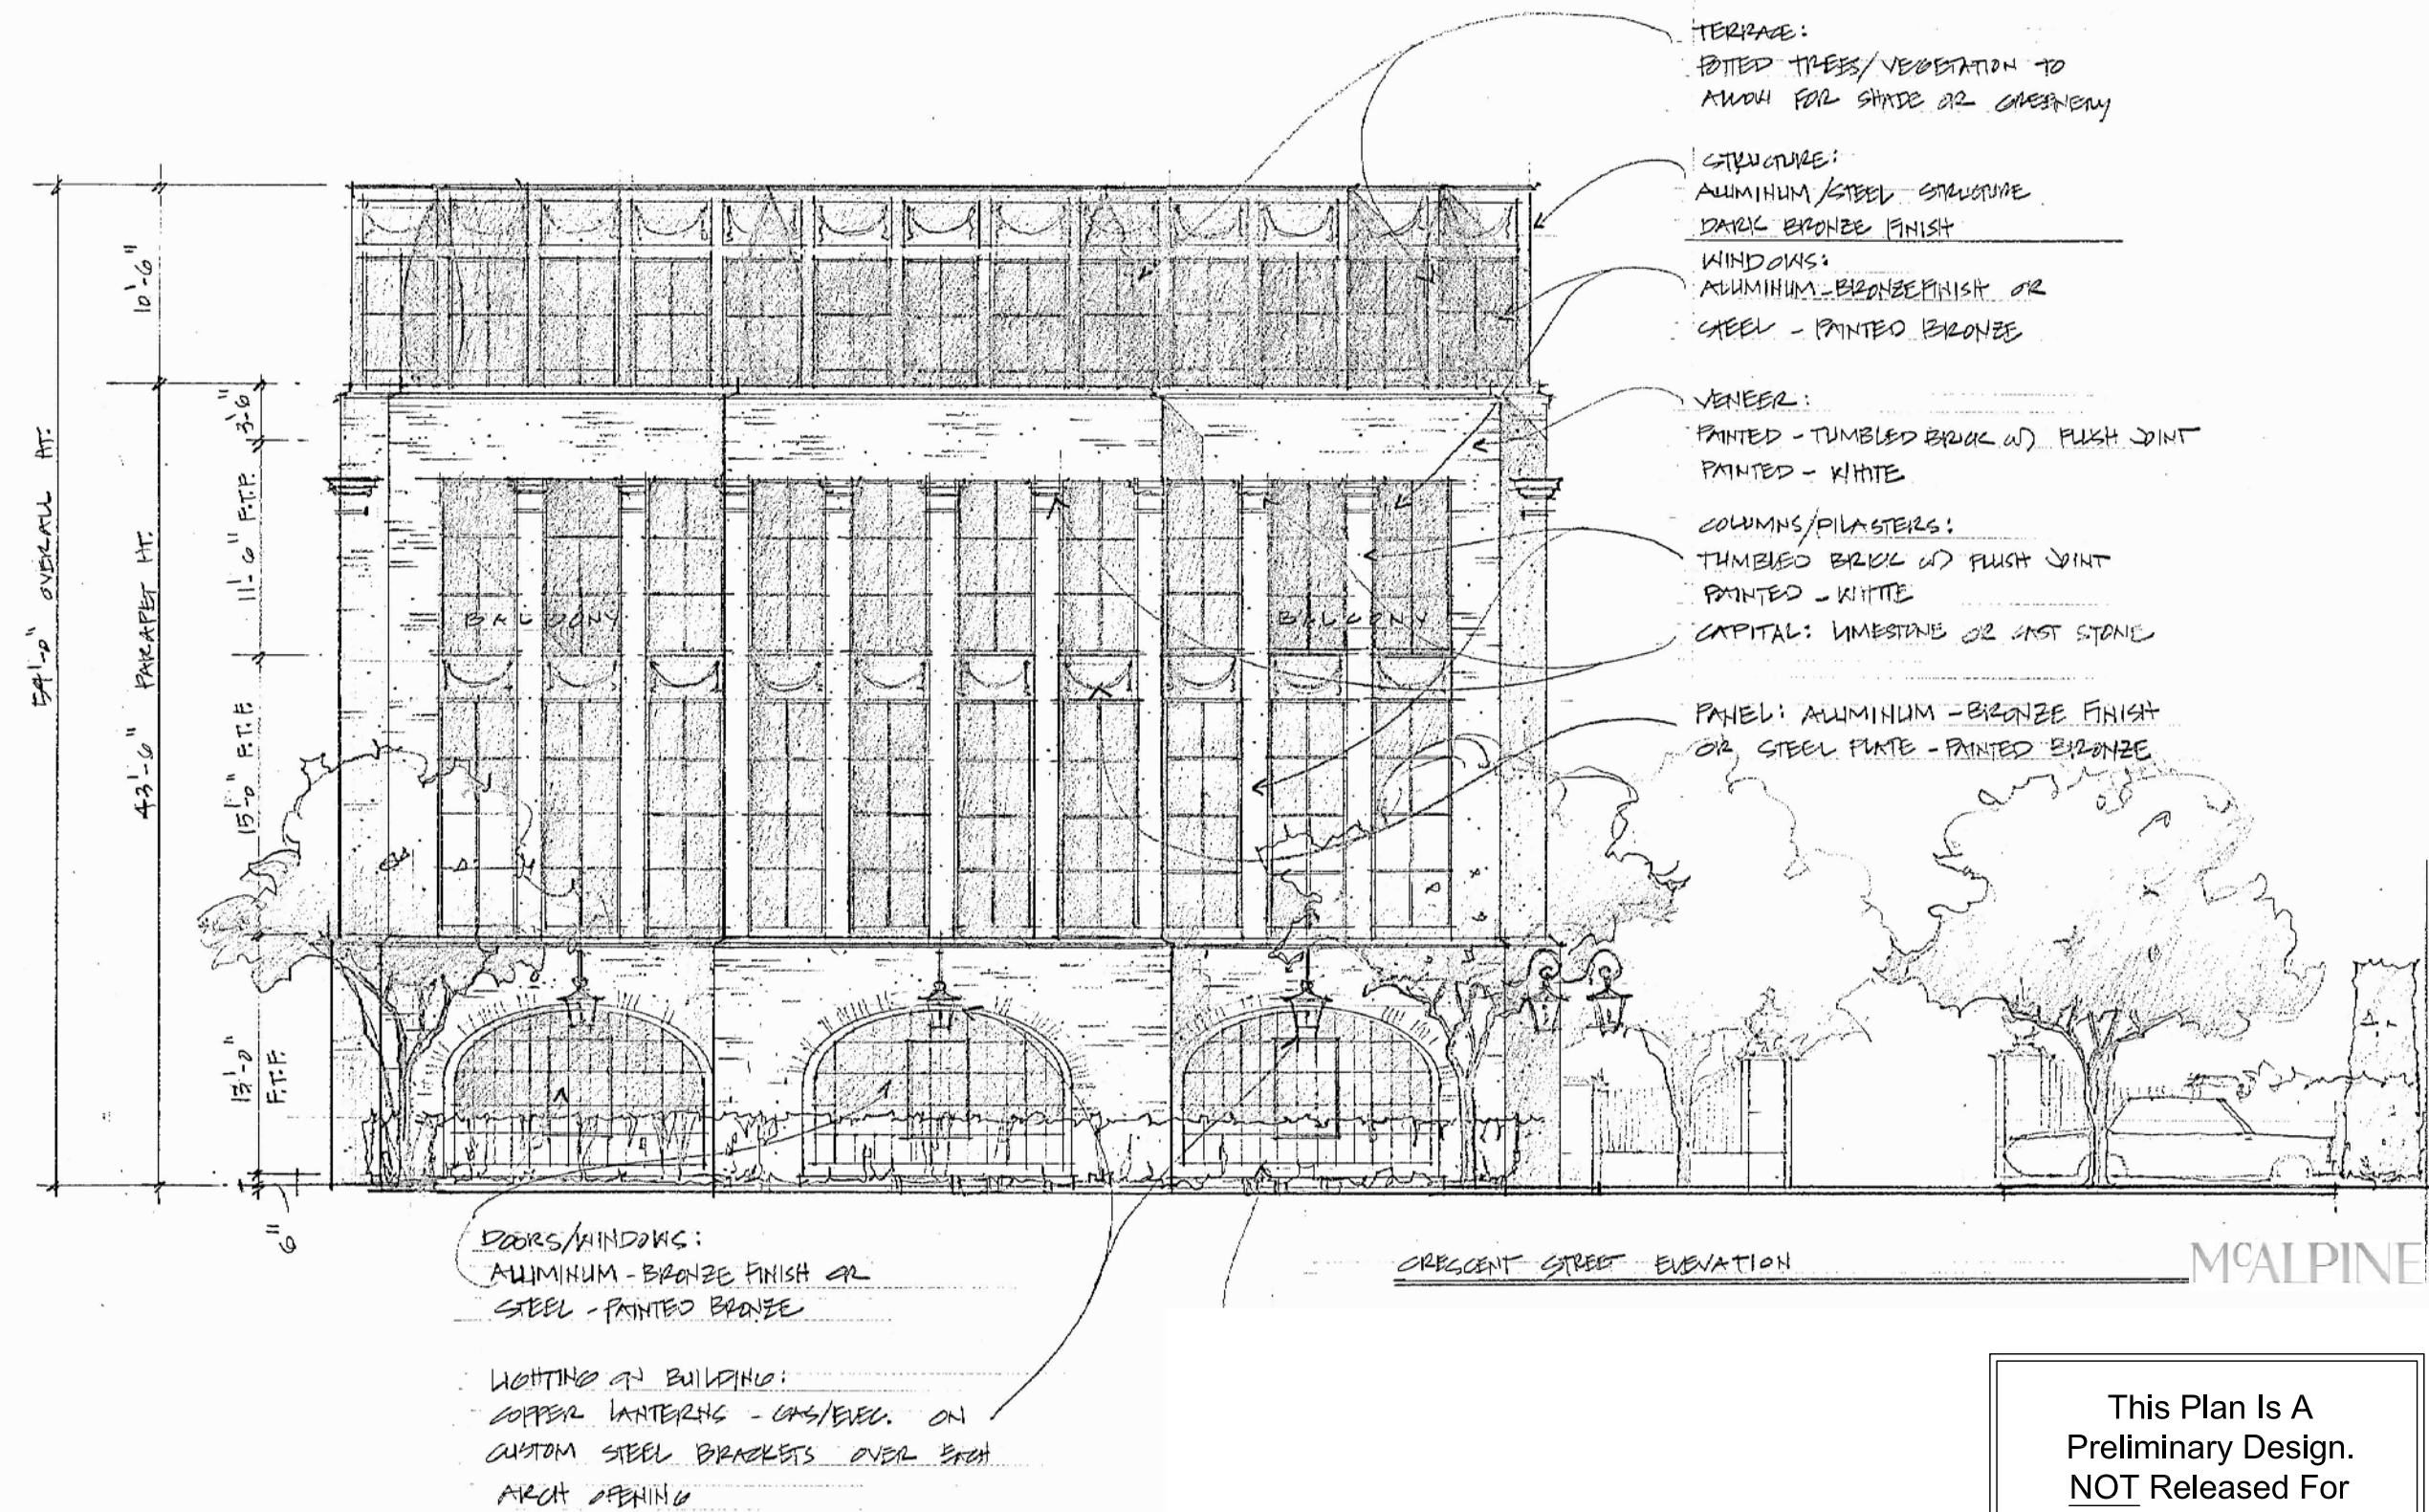 TERRACE:
POTTED TREES/VEGETATION TO
ALLOW FOR SHADE OR GREENERY
STRUCTURE:
ALUMINUM/STEEL STRUCTURE
DARK BRONZE FINISH
WINDOWS:
ALUMINUM-BRONZE FINISH OR
STEEL - PAINTED BRONZE
VENEER:
PAINTED - TUMBLED BRICK W/ FLUSH JOINT
PAINTED - WHITE
COLUMNS/PILASTERS:
TUMBLED BRICK W/ FLUSH JOINT
PAINTED - WHITE
CAPITAL: LIMESTONE OR CAST STONE
PANEL: ALUMINUM - BRONZE FINISH
OR STEEL PLATE - PAINTED BRONZE
54'-0" OVERALL HT.
43'-6" PARAPET HT.
10'-6"
3'-6"
11'-6" F.T.F.
15'-0" F.T.F.
13'-0"
F.T.F.
6"
BALCONY
BALCONY
DOORS/WINDOWS:
ALUMINUM - BRONZE FINISH OR
STEEL - PAINTED BRONZE
LIGHTING ON BUILDING:
COPPER LANTERNS - GAS/ELEC. ON
CUSTOM STEEL BRACKETS OVER EACH
ARCH OPENING
CRESCENT STREET ELEVATION
McALPINE
This Plan Is A
Preliminary Design.
NOT Released For